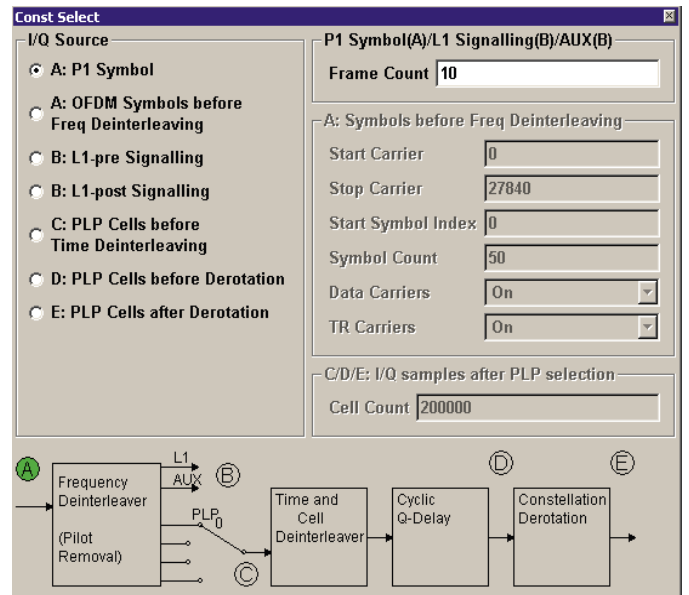 Const Select
I/Q Source
A: P1 Symbol
A: OFDM Symbols before
Freq Deinterleaving
B: L1-pre Signalling
B: L1-post Signalling
C: PLP Cells before
Time Deinterleaving
D: PLP Cells before Derotation
E: PLP Cells after Derotation
P1 Symbol(A)/L1 Signalling(B)/AUX(B)
Frame Count 10
A: Symbols before Freq Deinterleaving
Start Carrier 0
Stop Carrier 27840
Start Symbol Index 0
Symbol Count 50
Data Carriers On
TR Carriers On
C/D/E: I/Q samples after PLP selection
Cell Count 200000
A
Frequency
Deinterleaver
(Pilot
Removal)
L1
AUX
B
PLP0
C
Time and
Cell
Deinterleaver
Cyclic
Q-Delay
D
Constellation
Derotation
E